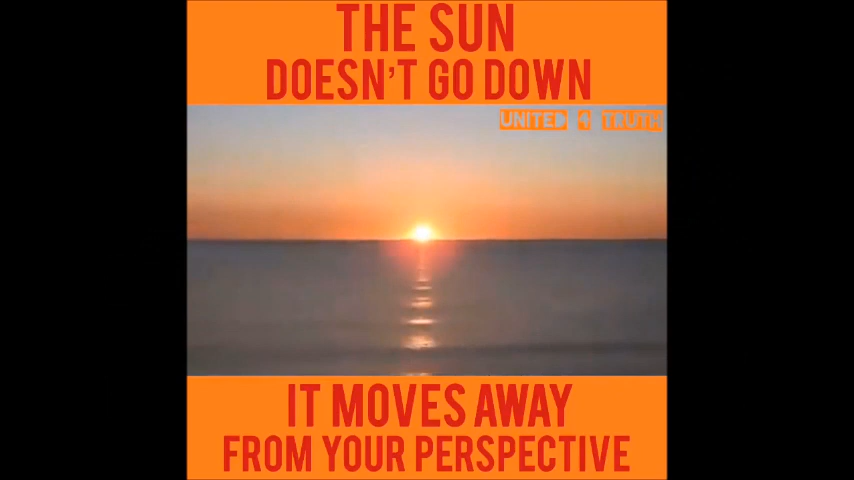 THE SUN
DOESN'T GO DOWN
UNITED 4 TRUTH
IT MOVES AWAY
FROM YOUR PERSPECTIVE